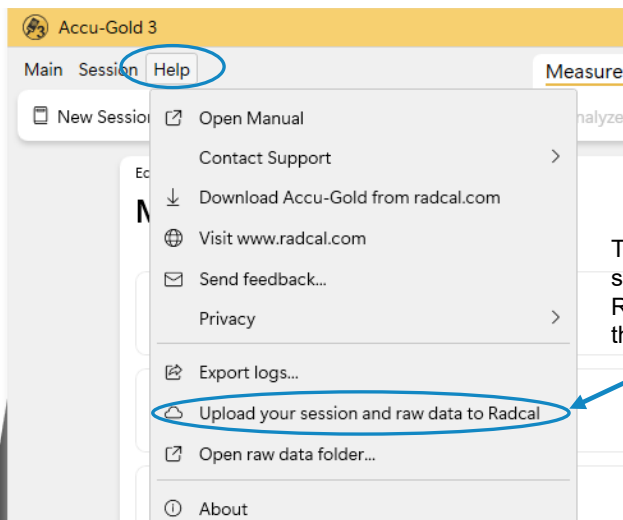 Accu-Gold 3
Main Session Help
Measure
New Session
nalyze
Open Manual
Contact Support
Download Accu-Gold from radcal.com
Visit www.radcal.com
Send feedback...
Privacy
Export logs...
Upload your session and raw data to Radcal
Open raw data folder...
About